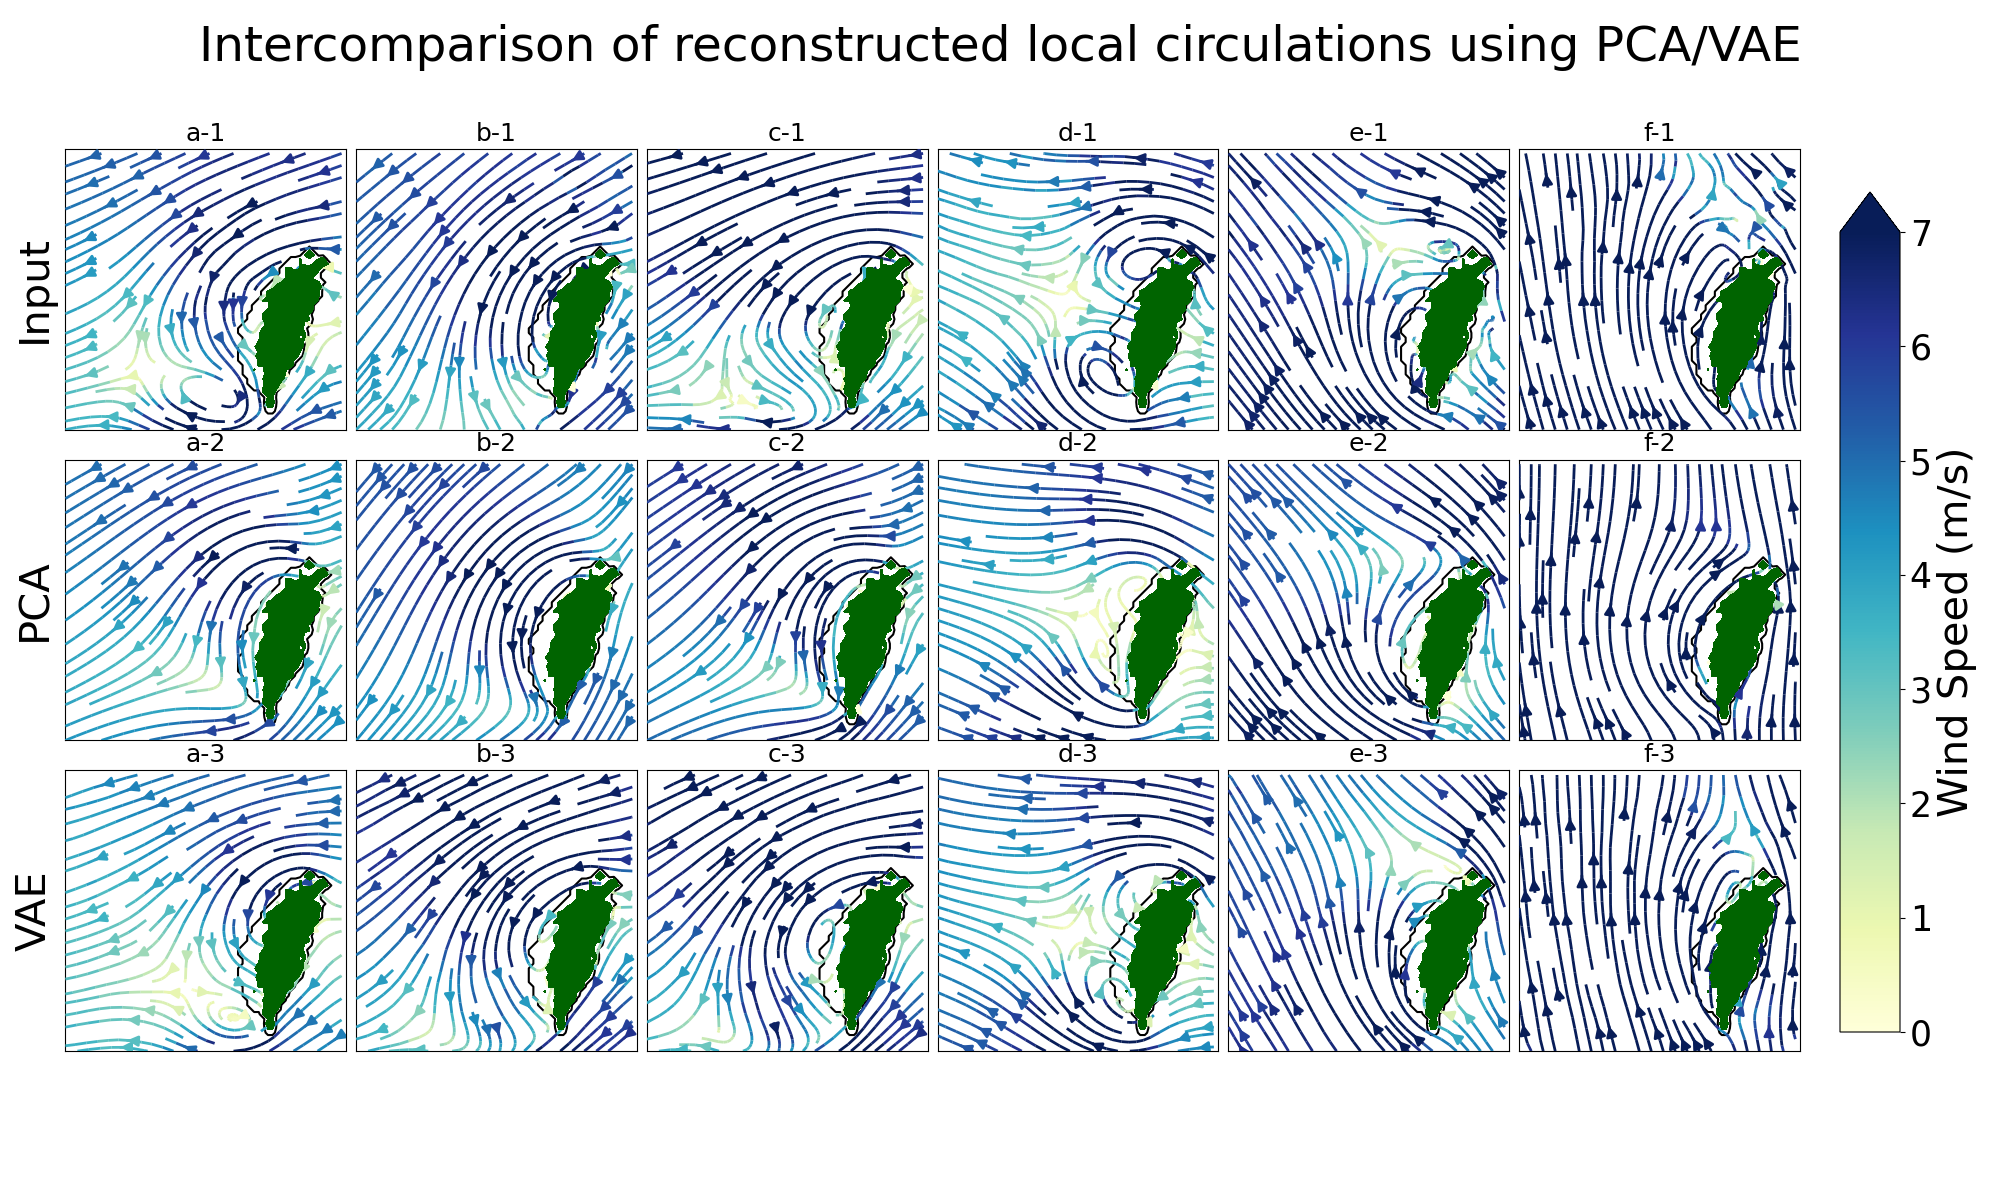 Intercomparison of reconstructed local circulations using PCA/VAE
a-1
b-1
c-1
d-1
e-1
f-1
Input
a-2
b-2
c-2
d-2
e-2
f-2
PCA
a-3
b-3
c-3
d-3
e-3
f-3
VAE
7
6
5
4
3
2
1
0
Wind Speed (m/s)